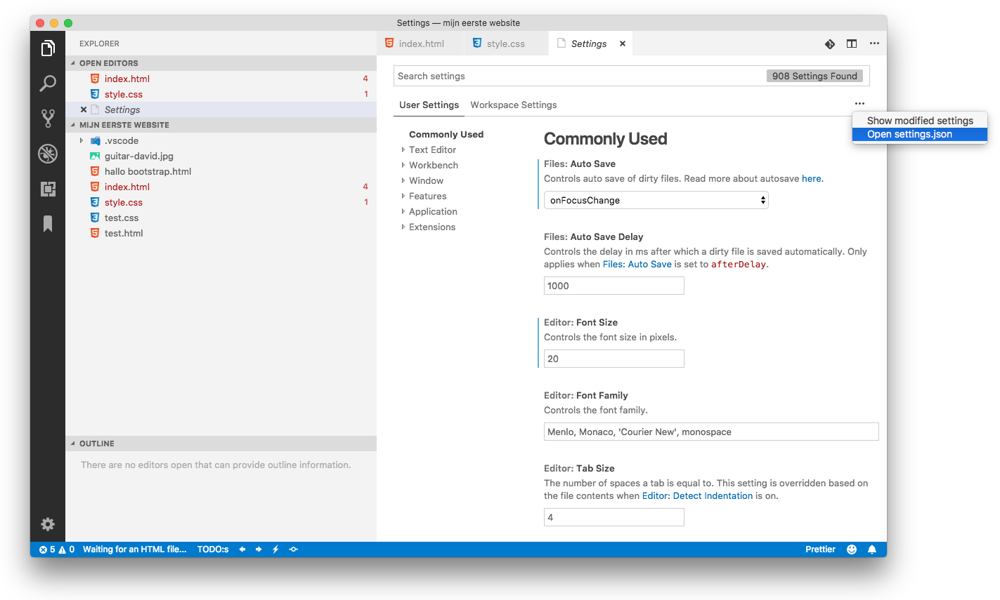 Settings — mijn eerste website
EXPLORER
OPEN EDITORS
index.html 4
style.css 1
Settings
MIJN EERSTE WEBSITE
.vscode
guitar-david.jpg
hallo bootstrap.html
index.html 4
style.css 1
test.css
test.html
OUTLINE
There are no editors open that can provide outline information.
index.html
style.css
Settings
Search settings
908 Settings Found
User Settings
Workspace Settings
Show modified settings
Open settings.json
Commonly Used
Text Editor
Workbench
Window
Features
Application
Extensions
Commonly Used
Files: Auto Save
Controls auto save of dirty files. Read more about autosave here.
onFocusChange
Files: Auto Save Delay
Controls the delay in ms after which a dirty file is saved automatically. Only
applies when Files: Auto Save is set to afterDelay.
1000
Editor: Font Size
Controls the font size in pixels.
20
Editor: Font Family
Controls the font family.
Menlo, Monaco, 'Courier New', monospace
Editor: Tab Size
The number of spaces a tab is equal to. This setting is overridden based on
the file contents when Editor: Detect Indentation is on.
4
5 0 Waiting for an HTML file... TODO:s
Prettier